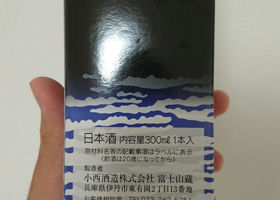 日本酒 内容量300ml 1本入
原材料名等の記載事項はラベルに表示
(飲酒は20歳になってから)
製造者
小西酒造株式会社 富士山蔵
兵庫県伊丹市東有岡2丁目13番地